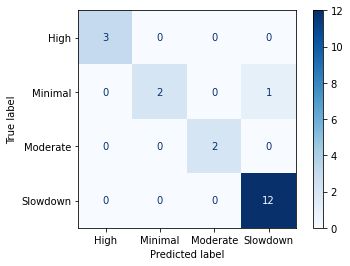 12
High 3 0 0 0
10
Minimal 0 2 0 1
8
6
Moderate 0 0 2 0
4
Slowdown 0 0 0 12
2
0
High Minimal Moderate Slowdown
True label
Predicted label